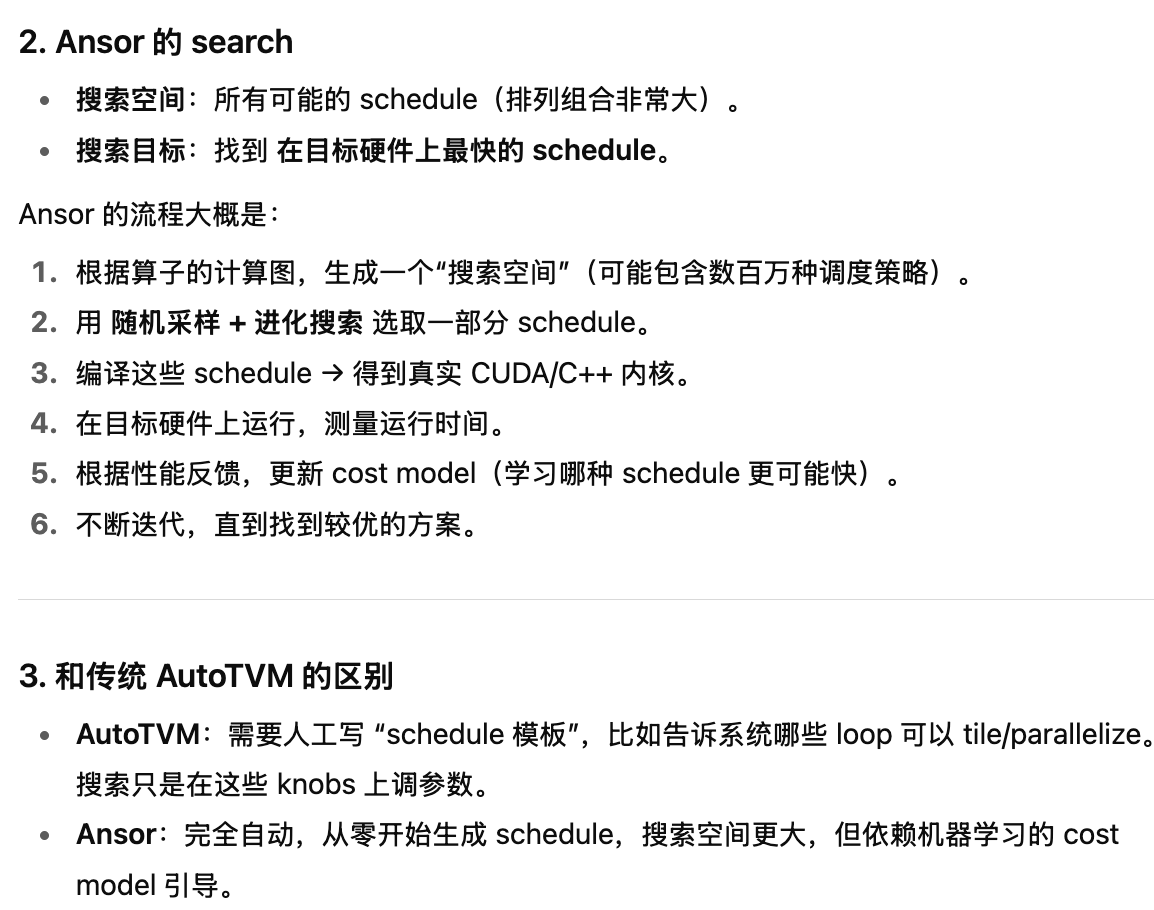 2. Ansor 的 search
• 搜索空间：所有可能的 schedule（排列组合非常大）。
• 搜索目标：找到 在目标硬件上最快的 schedule。
Ansor 的流程大概是：
1. 根据算子的计算图，生成一个“搜索空间”（可能包含数百万种调度策略）。
2. 用 随机采样 + 进化搜索 选取一部分 schedule。
3. 编译这些 schedule → 得到真实 CUDA/C++ 内核。
4. 在目标硬件上运行，测量运行时间。
5. 根据性能反馈，更新 cost model（学习哪种 schedule 更可能快）。
6. 不断迭代，直到找到较优的方案。
3. 和传统 AutoTVM 的区别
• AutoTVM：需要人工写 “schedule 模板”，比如告诉系统哪些 loop 可以 tile/parallelize。
搜索只是在这些 knobs 上调参数。
• Ansor：完全自动，从零开始生成 schedule，搜索空间更大，但依赖机器学习的 cost
model 引导。